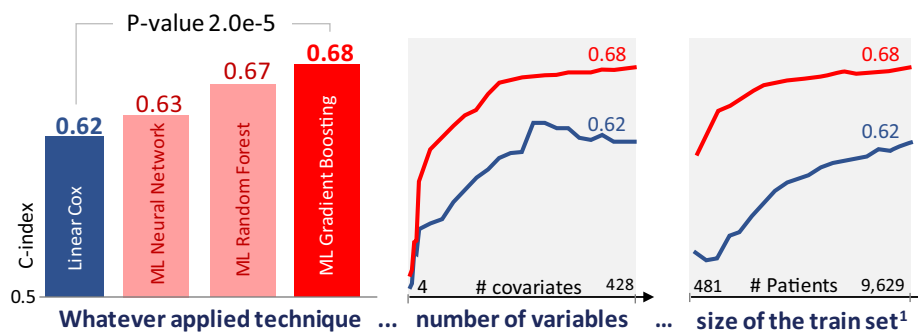 P-value 2.0e-5
0.62
0.63
0.67
0.68
C-index
Linear Cox
ML Neural Network
ML Random Forest
ML Gradient Boosting
0.5
Whatever applied technique ...
0.68
0.62
4 # covariates 428
number of variables ...
0.68
0.62
481 # Patients 9,629
size of the train set¹